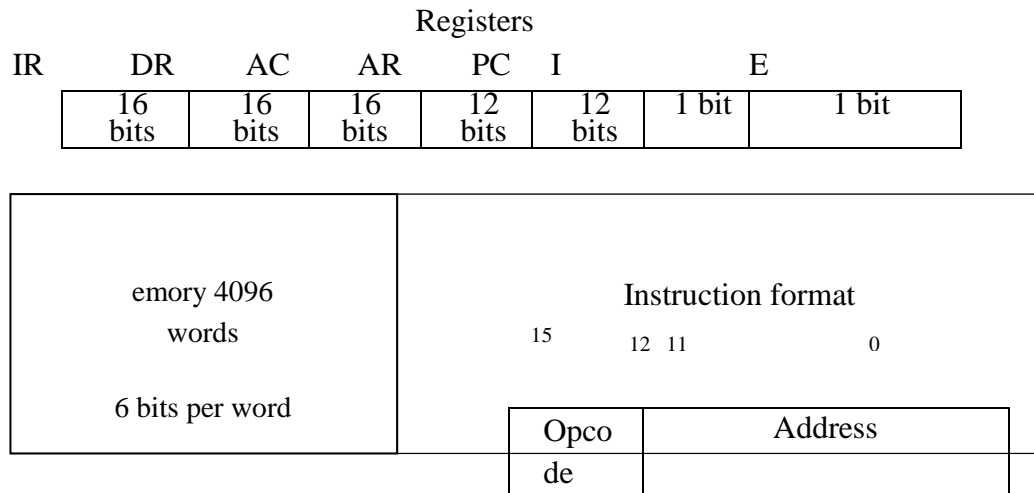 Registers
IR DR AC AR PC I E
16 16 16 12 12 1 bit 1 bit
bits bits bits bits bits
emory 4096
words
6 bits per word
Instruction format
15 12 11 0
Opco Address
de